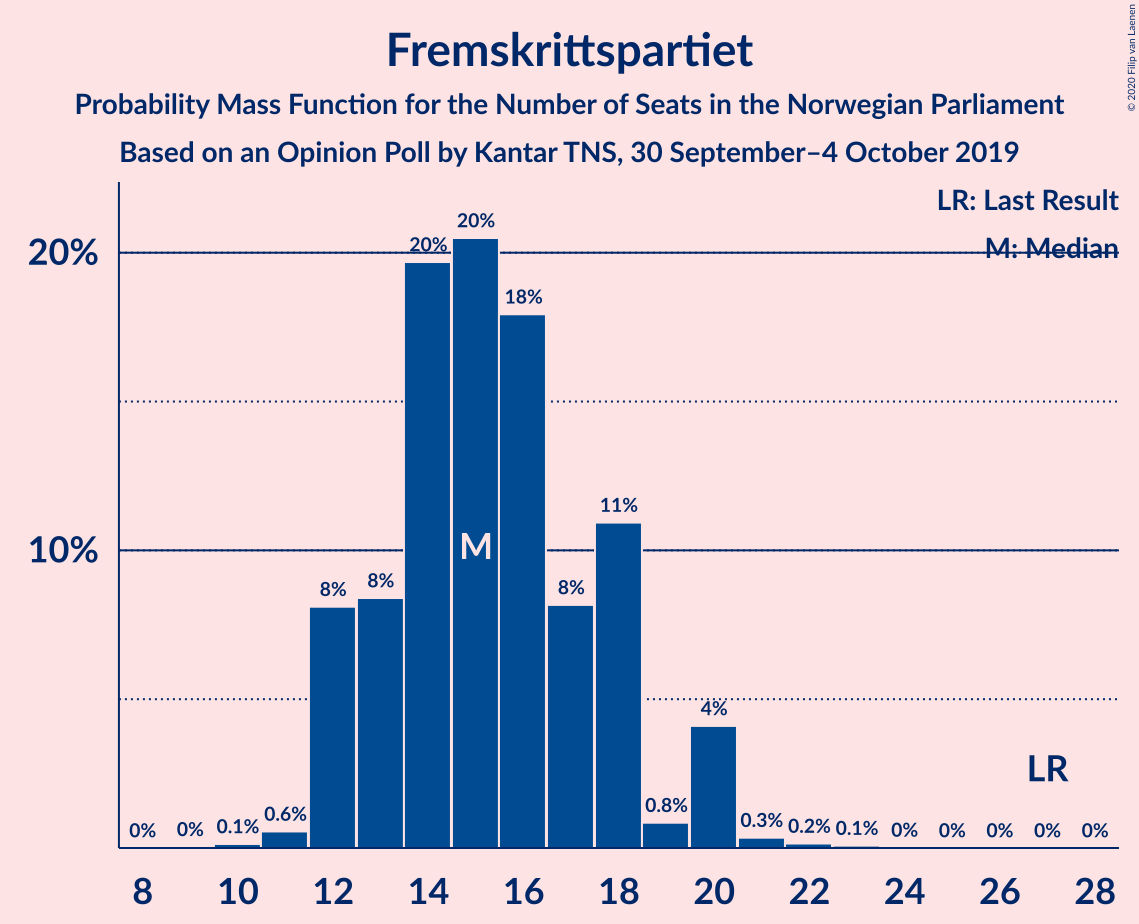 Fremskrittspartiet
Probability Mass Function for the Number of Seats in the Norwegian Parliament
Based on an Opinion Poll by Kantar TNS, 30 September–4 October 2019
© 2020 Filip van Laenen
LR: Last Result
M: Median
20%
10%
0%
0%
0.1%
0.6%
8%
8%
20%
20%
18%
8%
11%
0.8%
4%
0.3%
0.2%
0.1%
0%
0%
0%
0%
0%
M
LR
8 10 12 14 16 18 20 22 24 26 28